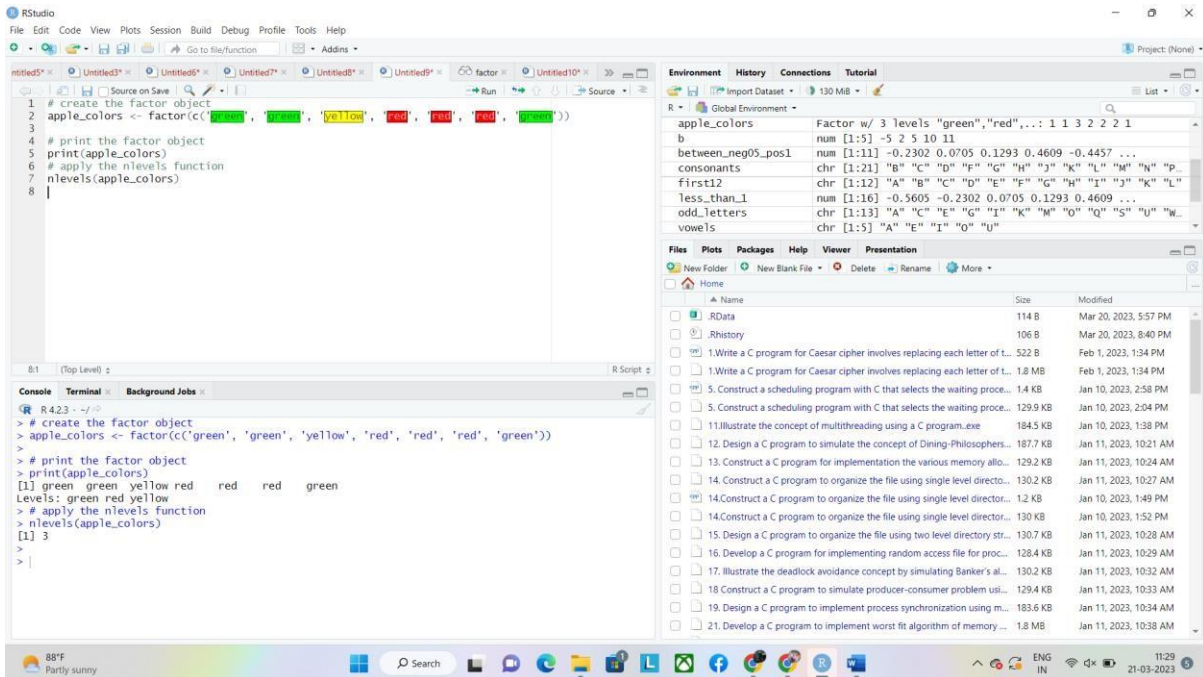 RStudio
File Edit Code View Plots Session Build Debug Profile Tools Help
Go to file/function Addins Project: (None)
ntitled5* Untitled3* Untitled6* Untitled7* Untitled8* Untitled9* factor Untitled10*
Source on Save Run Source
1 # create the factor object
2 apple_colors <- factor(c('green', 'green', 'yellow', 'red', 'red', 'red', 'green'))
3
4 # print the factor object
5 print(apple_colors)
6 # apply the nlevels function
7 nlevels(apple_colors)
8
8:1 (Top Level) R Script
Console Terminal Background Jobs
R 4.2.3 · ~/
> # create the factor object
> apple_colors <- factor(c('green', 'green', 'yellow', 'red', 'red', 'red', 'green'))
>
> # print the factor object
> print(apple_colors)
[1] green green yellow red red red green
Levels: green red yellow
> # apply the nlevels function
> nlevels(apple_colors)
[1] 3
>
>
Environment History Connections Tutorial
Import Dataset 130 MiB List
R Global Environment
apple_colors Factor w/ 3 levels "green","red",..: 1 1 3 2 2 2 1
b num [1:5] -5 2 5 10 11
between_neg05_pos1 num [1:11] -0.2302 0.0705 0.1293 0.4609 -0.4457 ...
consonants chr [1:21] "B" "C" "D" "F" "G" "H" "J" "K" "L" "M" "N" "P...
first12 chr [1:12] "A" "B" "C" "D" "E" "F" "G" "H" "I" "J" "K" "L"
less_than_1 num [1:16] -0.5605 -0.2302 0.0705 0.1293 0.4609 ...
odd_letters chr [1:13] "A" "C" "E" "G" "I" "K" "M" "O" "Q" "S" "U" "W...
vowels chr [1:5] "A" "E" "I" "O" "U"
Files Plots Packages Help Viewer Presentation
New Folder New Blank File Delete Rename More
Home
Name Size Modified
.RData 114 B Mar 20, 2023, 5:57 PM
.Rhistory 106 B Mar 20, 2023, 8:40 PM
1.Write a C program for Caesar cipher involves replacing each letter of t... 522 B Feb 1, 2023, 1:34 PM
1.Write a C program for Caesar cipher involves replacing each letter of t... 1.8 MB Feb 1, 2023, 1:34 PM
5. Construct a scheduling program with C that selects the waiting proce... 1.4 KB Jan 10, 2023, 2:58 PM
5. Construct a scheduling program with C that selects the waiting proce... 129.9 KB Jan 10, 2023, 2:04 PM
11.Illustrate the concept of multithreading using a C program.exe 184.5 KB Jan 10, 2023, 1:38 PM
12. Design a C program to simulate the concept of Dining-Philosophers... 187.7 KB Jan 11, 2023, 10:21 AM
13. Construct a C program for implementation the various memory allo... 129.2 KB Jan 11, 2023, 10:24 AM
14. Construct a C program to organize the file using single level directo... 130.2 KB Jan 11, 2023, 10:27 AM
14.Construct a C program to organize the file using single level director... 1.2 KB Jan 10, 2023, 1:49 PM
14.Construct a C program to organize the file using single level director... 130 KB Jan 10, 2023, 1:52 PM
15. Design a C program to organize the file using two level directory str... 130.7 KB Jan 11, 2023, 10:28 AM
16. Develop a C program for implementing random access file for proc... 128.4 KB Jan 11, 2023, 10:29 AM
17. Illustrate the deadlock avoidance concept by simulating Banker's al... 130.2 KB Jan 11, 2023, 10:32 AM
18 Construct a C program to simulate producer-consumer problem usi... 129.4 KB Jan 11, 2023, 10:33 AM
19. Design a C program to implement process synchronization using m... 183.6 KB Jan 11, 2023, 10:34 AM
21. Develop a C program to implement worst fit algorithm of memory ... 1.8 MB Jan 11, 2023, 10:38 AM
88°F
Partly sunny
Search
ENG
IN
11:29
21-03-2023
5